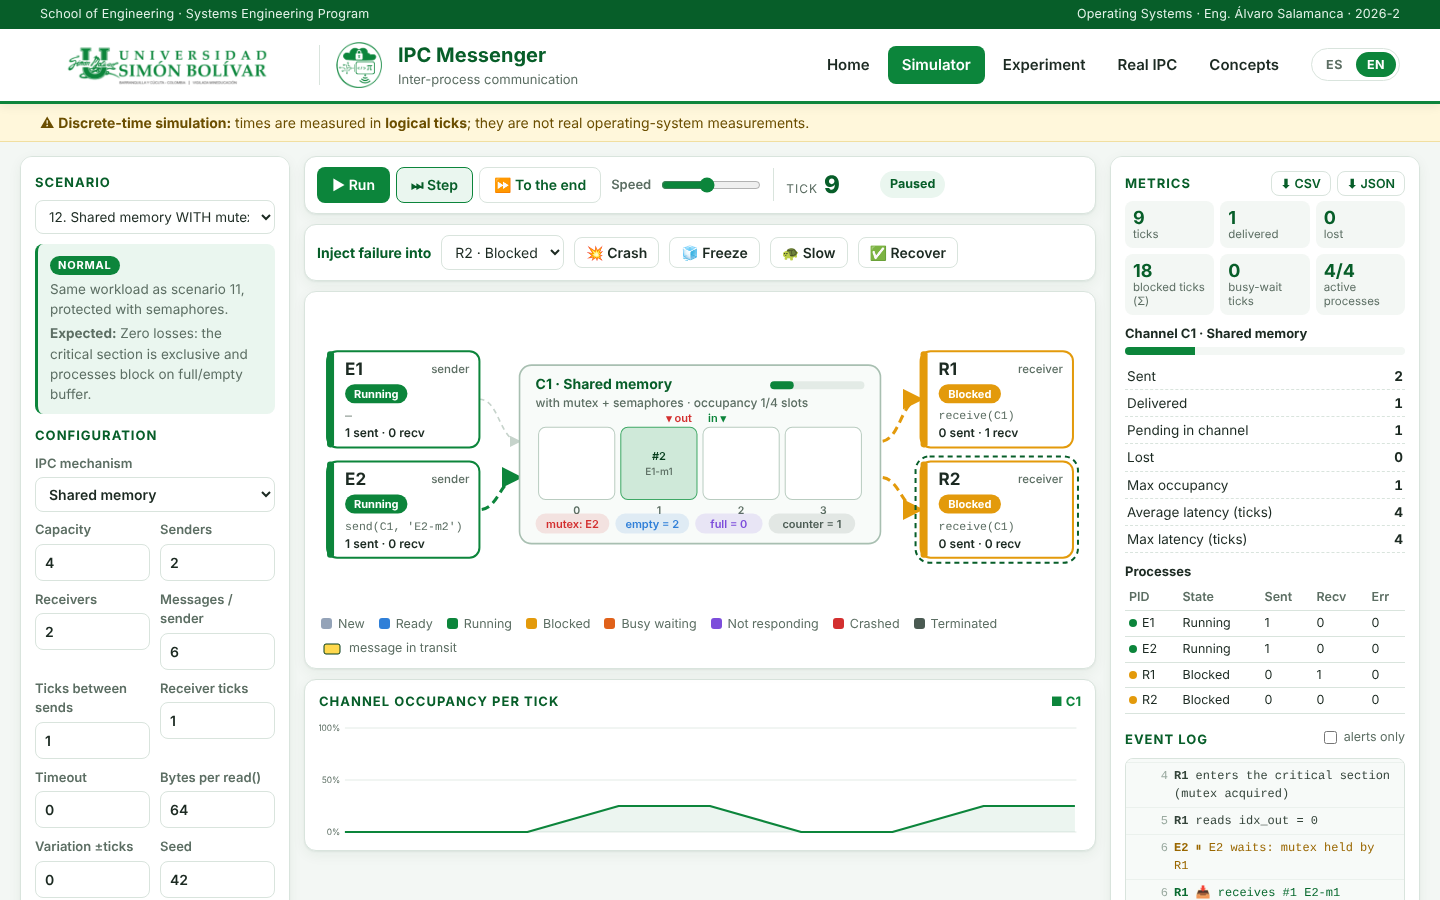 School of Engineering · Systems Engineering Program
Operating Systems · Eng. Álvaro Salamanca · 2026-2
UNIVERSIDAD
SIMÓN BOLÍVAR
IPC Messenger
Inter-process communication
Home
Simulator
Experiment
Real IPC
Concepts
ES
EN
⚠ Discrete-time simulation: times are measured in logical ticks; they are not real operating-system measurements.
SCENARIO
12. Shared memory WITH mutex
NORMAL
Same workload as scenario 11,
protected with semaphores.
Expected: Zero losses: the
critical section is exclusive and
processes block on full/empty
buffer.
CONFIGURATION
IPC mechanism
Shared memory
Capacity
Senders
4
2
Receivers
Messages /
sender
2
6
Ticks between
sends
Receiver ticks
1
1
Timeout
Bytes per read()
0
64
Variation ±ticks
Seed
0
42
▶ Run
⏭ Step
⏩ To the end
Speed
TICK 9
Paused
Inject failure into
R2 · Blocked
💥 Crash
🧊 Freeze
🐢 Slow
✅ Recover
E1
sender
Running
—
1 sent · 0 recv
E2
sender
Running
send(C1, 'E2-m2')
1 sent · 0 recv
C1 · Shared memory
with mutex + semaphores · occupancy 1/4 slots
▼out
in▼
#2
E1-m1
0
1
2
3
mutex: E2
empty = 2
full = 0
counter = 1
R1
receiver
Blocked
receive(C1)
0 sent · 1 recv
R2
receiver
Blocked
receive(C1)
0 sent · 0 recv
New
Ready
Running
Blocked
Busy waiting
Not responding
Crashed
Terminated
message in transit
CHANNEL OCCUPANCY PER TICK
C1
100%
50%
0%
METRICS
⬇ CSV
⬇ JSON
9
ticks
1
delivered
0
lost
18
blocked ticks
(Σ)
0
busy-wait
ticks
4/4
active
processes
Channel C1 · Shared memory
Sent 2
Delivered 1
Pending in channel 1
Lost 0
Max occupancy 1
Average latency (ticks) 4
Max latency (ticks) 4
Processes
PID State Sent Recv Err
E1 Running 1 0 0
E2 Running 1 0 0
R1 Blocked 0 1 0
R2 Blocked 0 0 0
EVENT LOG
alerts only
4 R1 enters the critical section
(mutex acquired)
5 R1 reads idx_out = 0
6 E2 ⏸ E2 waits: mutex held by
R1
6 R1 📥 receives #1 E2-m1